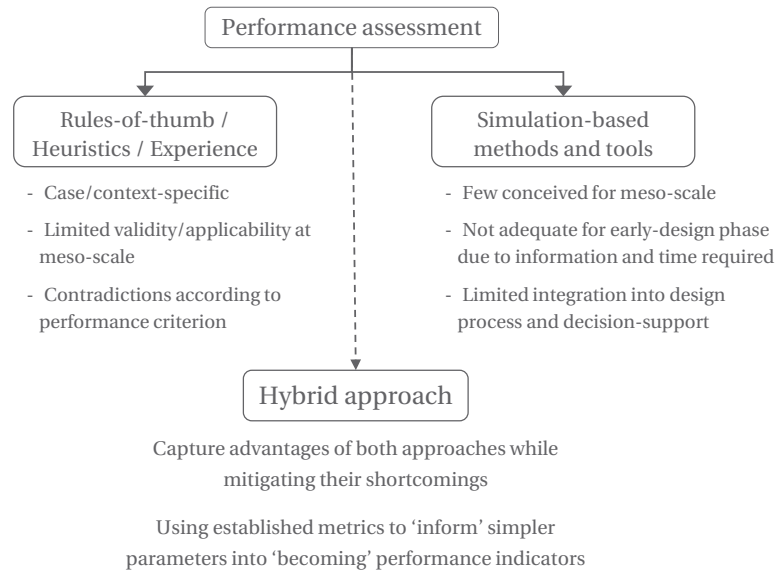 Performance assessment
Rules-of-thumb /
Heuristics / Experience
- Case/context-specific
- Limited validity/applicability at
meso-scale
- Contradictions according to
performance criterion
Simulation-based
methods and tools
- Few conceived for meso-scale
- Not adequate for early-design phase
due to information and time required
- Limited integration into design
process and decision-support
Hybrid approach
Capture advantages of both approaches while
mitigating their shortcomings
Using established metrics to ‘inform’ simpler
parameters into ‘becoming’ performance indicators